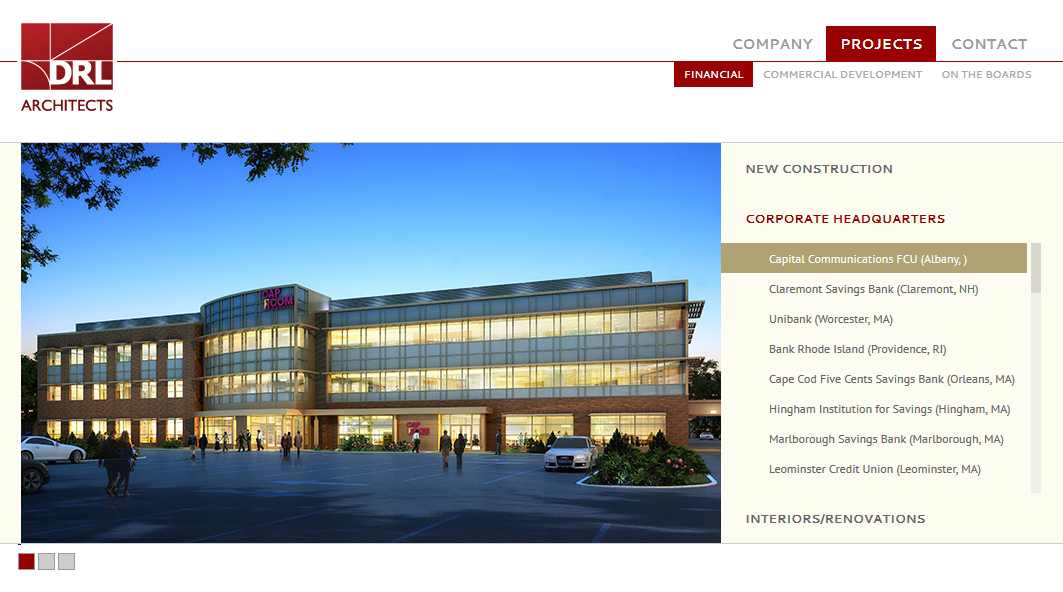 DRL
ARCHITECTS
COMPANY PROJECTS CONTACT
FINANCIAL COMMERCIAL DEVELOPMENT ON THE BOARDS
CAP
COM
CAP
COM
NEW CONSTRUCTION
CORPORATE HEADQUARTERS
Capital Communications FCU (Albany, )
Claremont Savings Bank (Claremont, NH)
Unibank (Worcester, MA)
Bank Rhode Island (Providence, RI)
Cape Cod Five Cents Savings Bank (Orleans, MA)
Hingham Institution for Savings (Hingham, MA)
Marlborough Savings Bank (Marlborough, MA)
Leominster Credit Union (Leominster, MA)
INTERIORS/RENOVATIONS